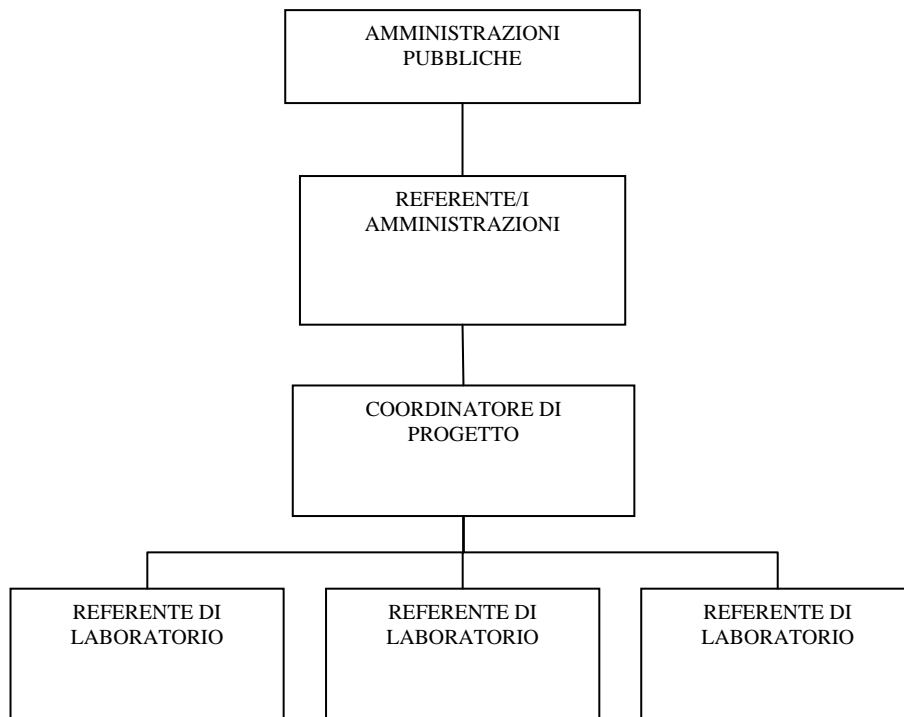 AMMINISTRAZIONI
PUBBLICHE
REFERENTE/I
AMMINISTRAZIONI
COORDINATORE DI
PROGETTO
REFERENTE DI
LABORATORIO
REFERENTE DI
LABORATORIO
REFERENTE DI
LABORATORIO